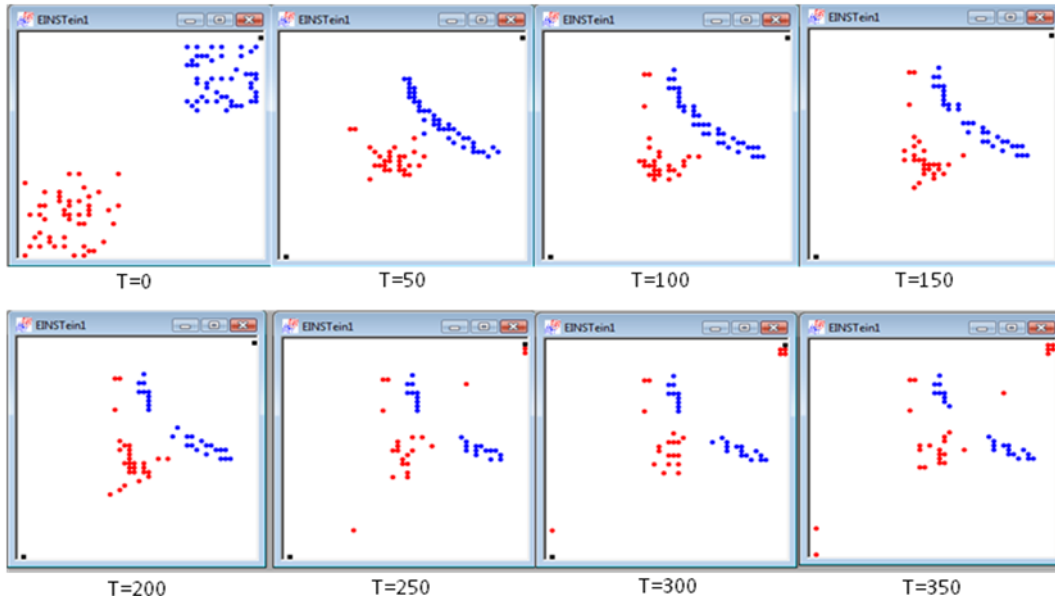 EINSTein1
EINSTein1
EINSTein1
EINSTein1
T=0
T=50
T=100
T=150
EINSTein1
EINSTein1
EINSTein1
EINSTein1
T=200
T=250
T=300
T=350